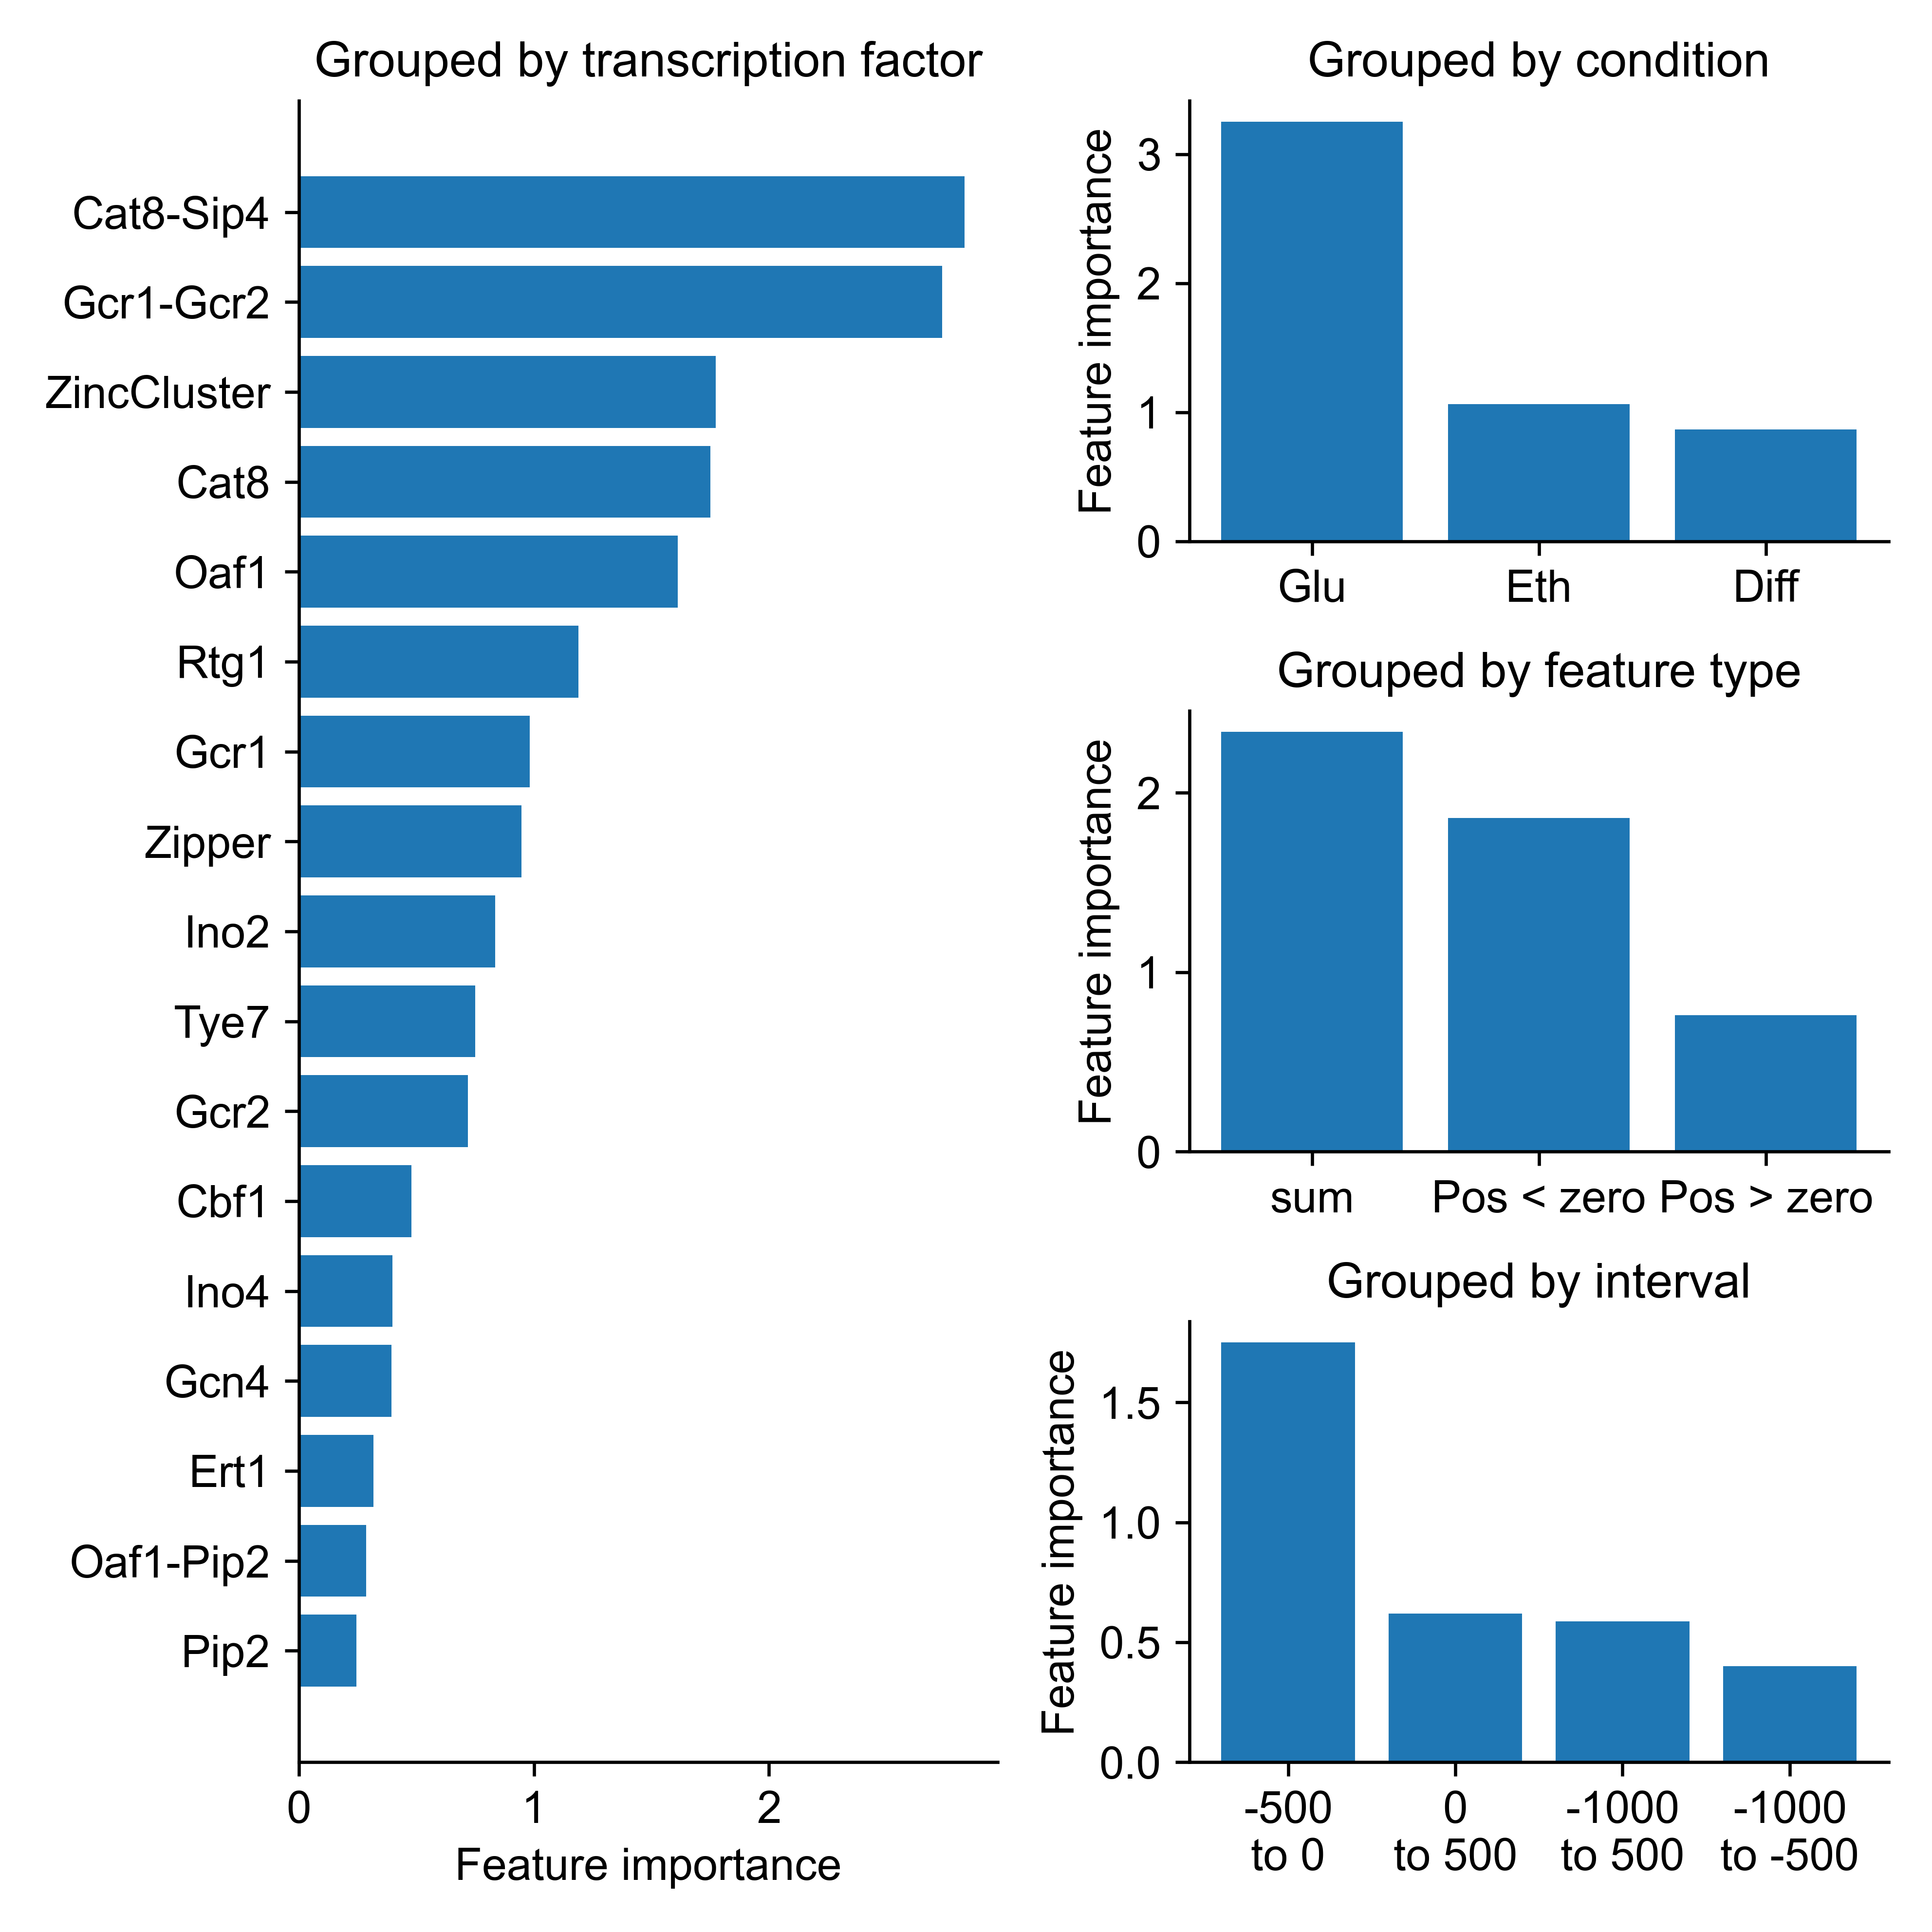 Grouped by transcription factor
Cat8-Sip4
Gcr1-Gcr2
ZincCluster
Cat8
Oaf1
Rtg1
Gcr1
Zipper
Ino2
Tye7
Gcr2
Cbf1
Ino4
Gcn4
Ert1
Oaf1-Pip2
Pip2
0 1 2
Feature importance
Grouped by condition
Feature importance
3
2
1
0
Glu Eth Diff
Grouped by feature type
Feature importance
2
1
0
sum Pos < zero Pos > zero
Grouped by interval
Feature importance
1.5
1.0
0.5
0.0
-500 0 -1000 -1000
to 0 to 500 to 500 to -500